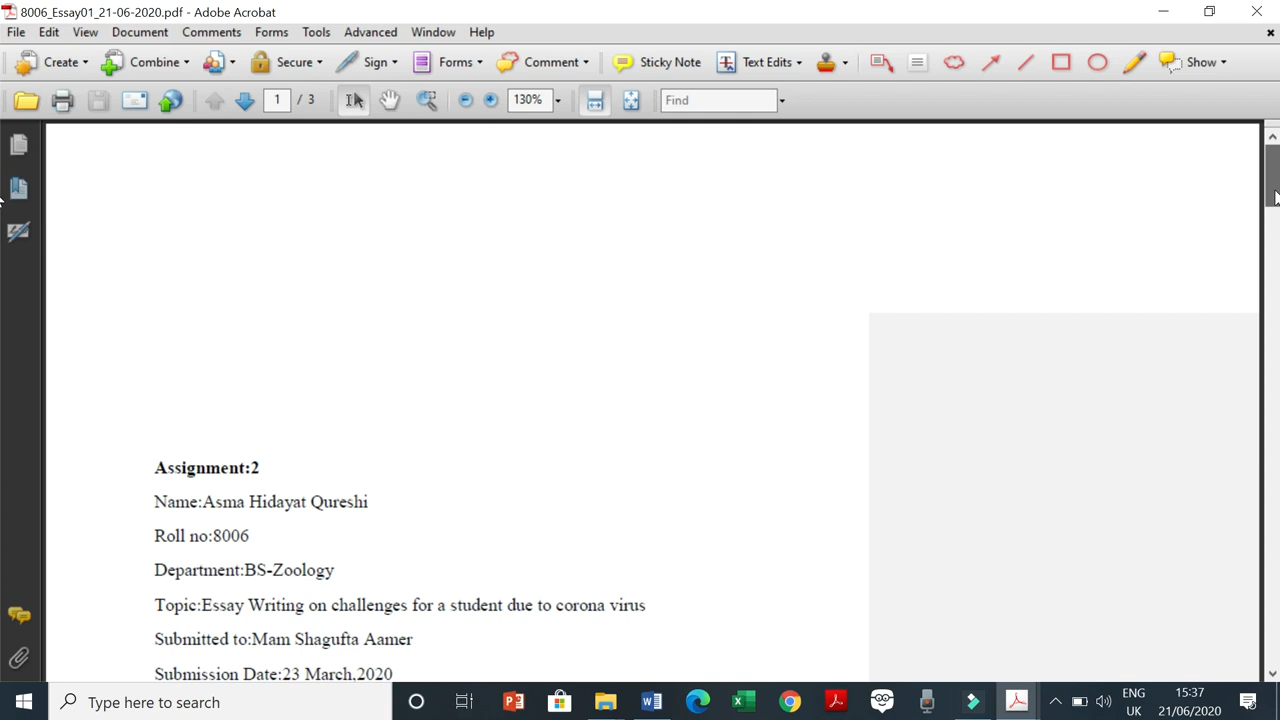 8006_Essay01_21-06-2020.pdf - Adobe Acrobat
File Edit View Document Comments Forms Tools Advanced Window Help
Create Combine Secure Sign Forms Comment Sticky Note Text Edits Show
1 / 3 130% Find
Assignment:2
Name:Asma Hidayat Qureshi
Roll no:8006
Department:BS-Zoology
Topic:Essay Writing on challenges for a student due to corona virus
Submitted to:Mam Shagufta Aamer
Submission Date:23 March,2020
Type here to search
ENG 15:37
UK 21/06/2020